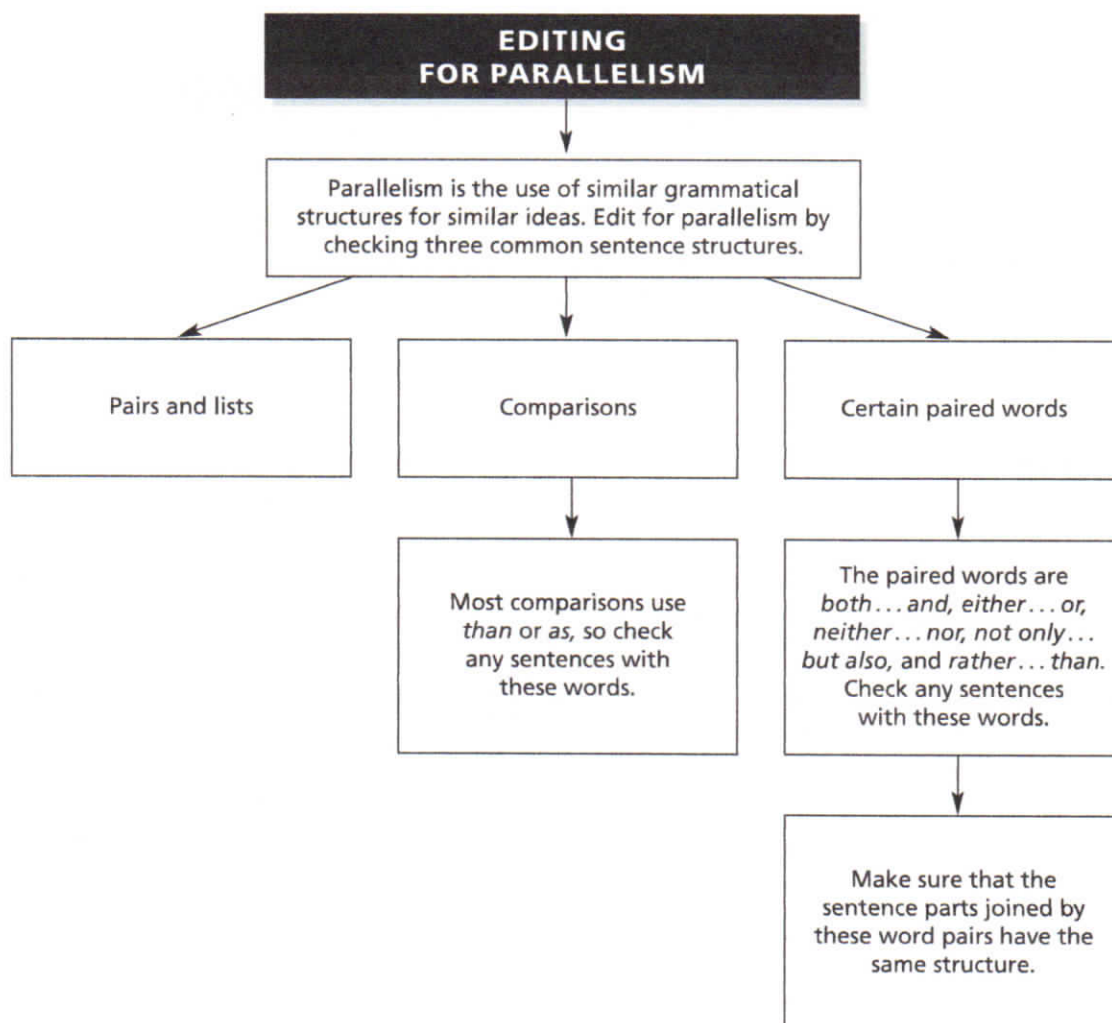 EDITING
FOR PARALLELISM
Parallelism is the use of similar grammatical
structures for similar ideas. Edit for parallelism by
checking three common sentence structures.
Pairs and lists
Comparisons
Certain paired words
Most comparisons use
than or as, so check
any sentences with
these words.
The paired words are
both...and, either...or,
neither...nor, not only...
but also, and rather...than.
Check any sentences
with these words.
Make sure that the
sentence parts joined by
these word pairs have the
same structure.